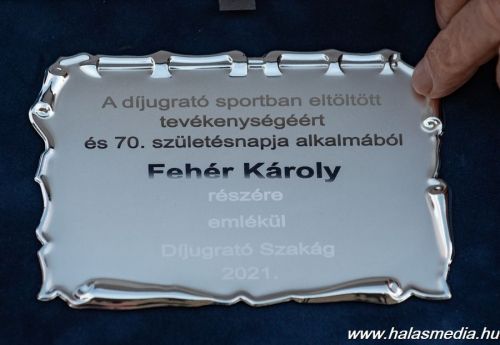 A díjugrató sportban eltöltött
tevékenységéért
és 70. születésnapja alkalmából
Fehér Károly
részére
emlékül
Díjugrató Szakág
2021.
www.halasmedia.hu